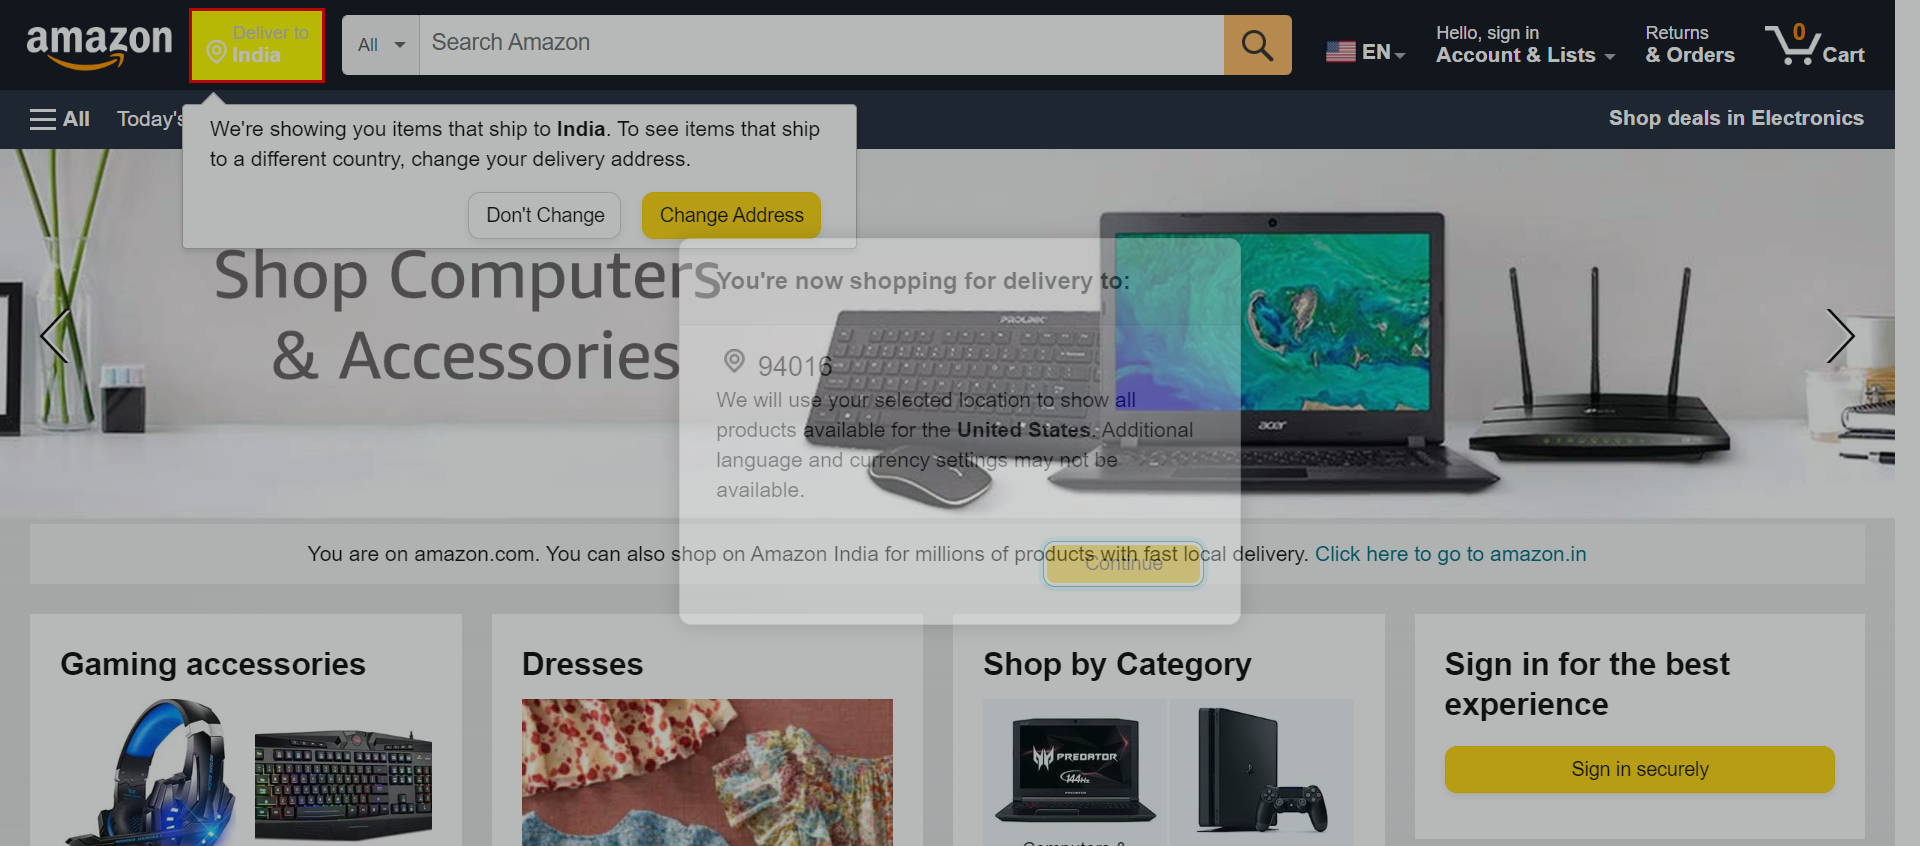 amazon
Deliver to
India
All
Search Amazon
EN
Hello, sign in
Account & Lists
Returns
& Orders
0
Cart
All
Today's
Shop deals in Electronics
We're showing you items that ship to India. To see items that ship
to a different country, change your delivery address.
Don't Change
Change Address
Shop Computers
& Accessories
You're now shopping for delivery to:
94016
We will use your selected location to show all
products available for the United States. Additional
language and currency settings may not be
available.
Continue
PROLINK
acer
You are on amazon.com. You can also shop on Amazon India for millions of products with fast local delivery. Click here to go to amazon.in
Gaming accessories
Dresses
Shop by Category
PREDATOR
144Hz
Computers &
Sign in for the best
experience
Sign in securely